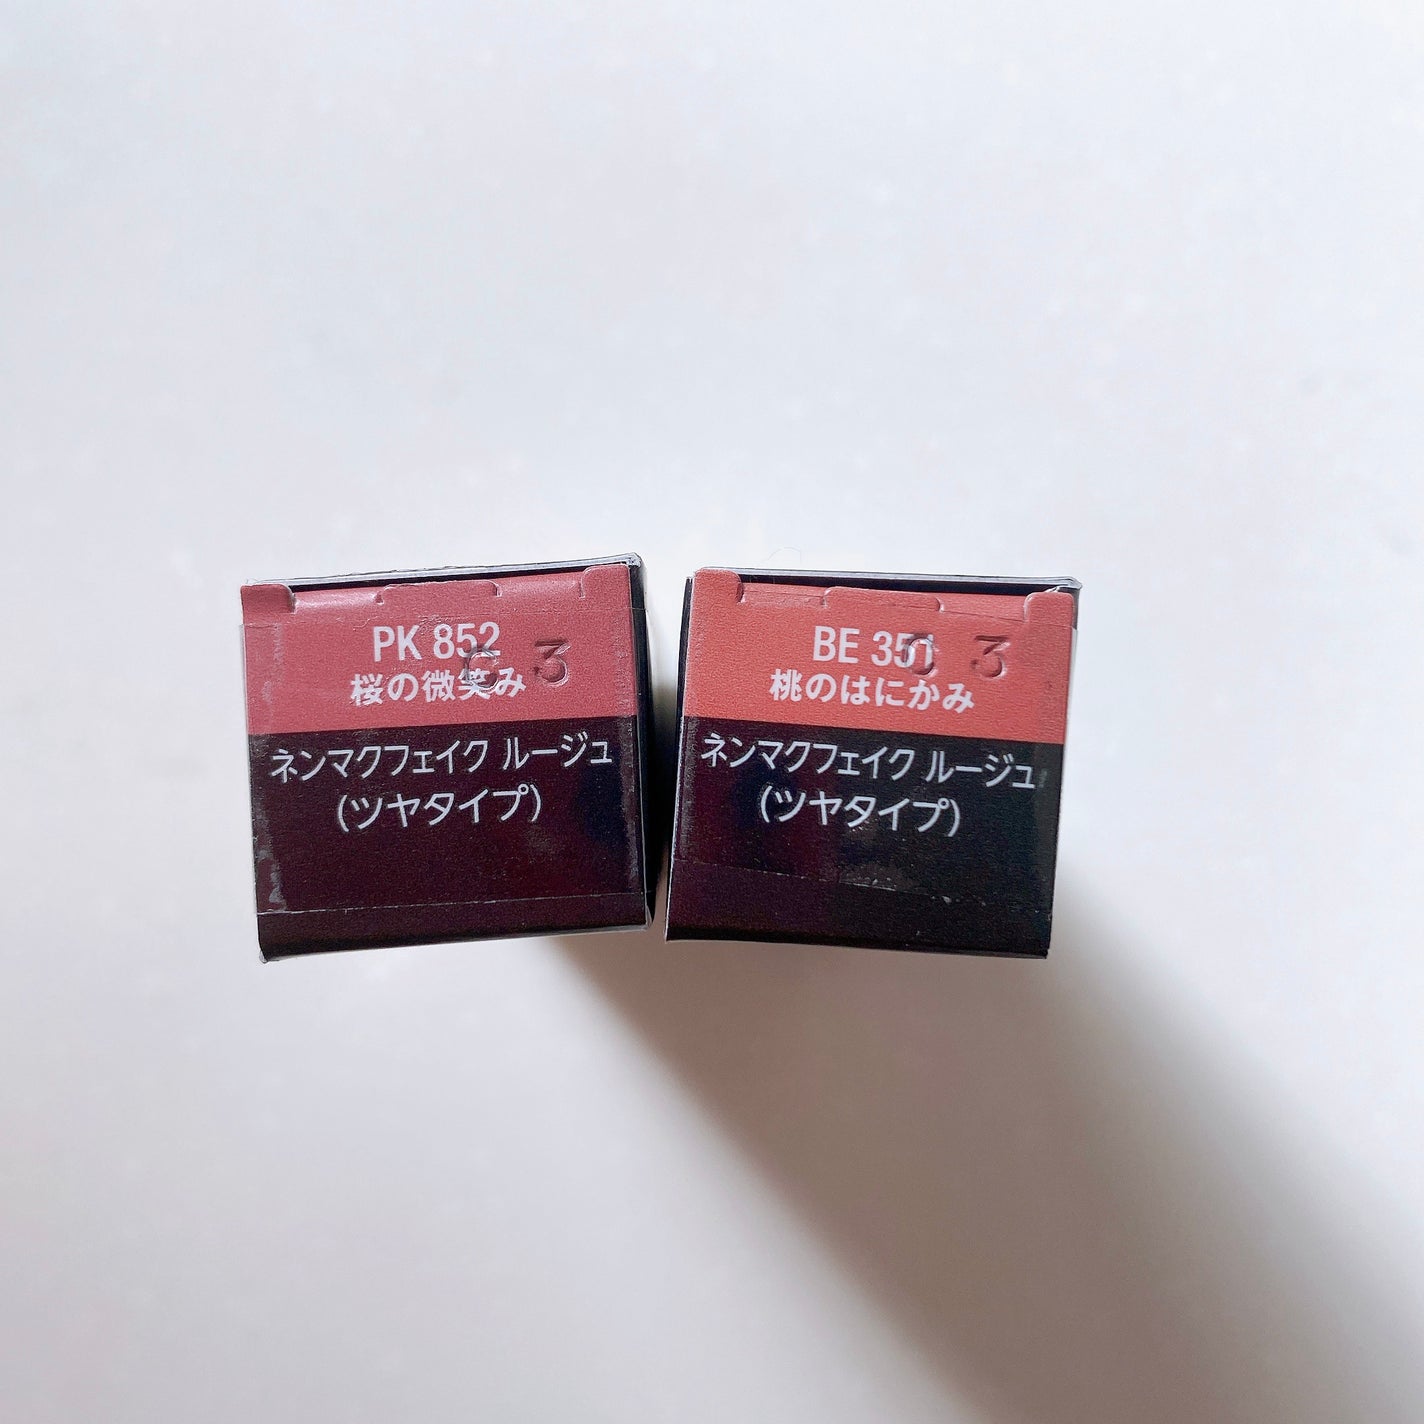 PK 852
C 3
桜の微笑み
ネンマクフェイク ルージュ
(ツヤタイプ)
BE 351
3
桃のはにかみ
ネンマクフェイク ルージュ
(ツヤタイプ)